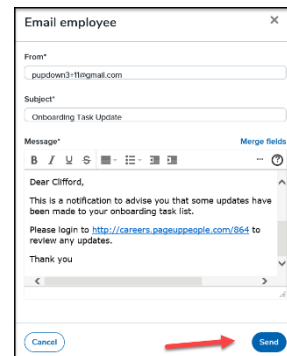 Email employee
From*
pupdown3+11@gmail.com
Subject*
Onboarding Task Update
Message*
Merge fields
B I U S
Dear Clifford,
This is a notification to advise you that some updates have
been made to your onboarding task list.
Please login to http://careers.pageuppeople.com/864 to
review any updates.
Thank you
Cancel
Send